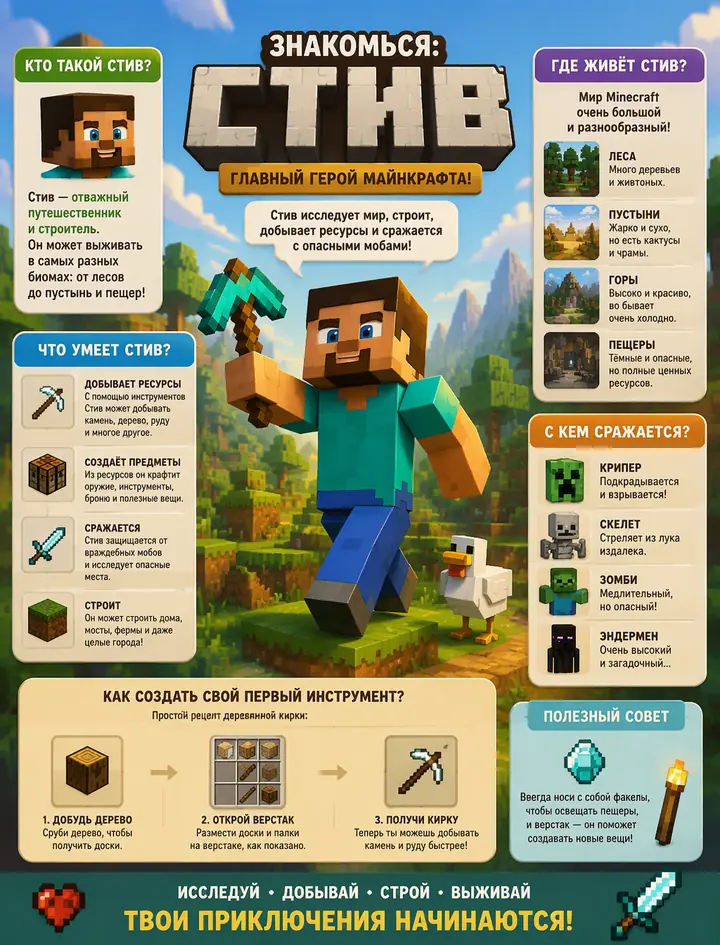 ЗНАКОМЬСЯ:
СТИВ
ГЛАВНЫЙ ГЕРОЙ МАЙНКРАФТА!
Стив исследует мир, строит,
добывает ресурсы и сражается
с опасными мобами!
КТО ТАКОЙ СТИВ?
Стив — отважный
путешественник
и строитель.
Он может выживать
в самых разных
биомах: от лесов
до пустынь и пещер!
ЧТО УМЕЕТ СТИВ?
ДОБЫВАЕТ РЕСУРСЫ
С помощью инструментов
Стив может добывать
камень, дерево, руду
и многое другое.
СОЗДАЁТ ПРЕДМЕТЫ
Из ресурсов он крафтит
оружие, инструменты,
броню и полезные вещи.
СРАЖАЕТСЯ
Стив защищается от
враждебных мобов
и исследует опасные
места.
СТРОИТ
Он может строить дома,
мосты, фермы и даже
целые города!
ГДЕ ЖИВЁТ СТИВ?
Мир Minecraft
очень большой
и разнообразный!
ЛЕСА
Много деревьев
и живтоных.
ПУСТЫНИ
Жарко и сухо,
но есть кактусы
и чрамы.
ГОРЫ
Высоко и красиво,
во бывает
очень холодно.
ПЕЩЕРЫ
Тёмные и опасные,
но полные ценных
ресурсов.
С КЕМ СРАЖАЕТСЯ?
КРИПЕР
Подкрадывается
и взрывается!
СКЕЛЕТ
Стреляет из лука
издалека.
ЗОМБИ
Медлительный,
но опасный!
ЭНДЕРМЕН
Очень высокий
и загадочный...
КАК СОЗДАТЬ СВОЙ ПЕРВЫЙ ИНСТРУМЕНТ?
Простой рецепт деревянной кирки:
1. ДОБУДЬ ДЕРЕВО
Сруби дерево, чтобы
получить доски.
2. ОТКРОЙ ВЕРСТАК
Размести доски и палки
на верстаке, как показано.
3. ПОЛУЧИ КИРКУ
Теперь ты можешь добывать
камень и руду быстрее!
ПОЛЕЗНЫЙ СОВЕТ
Ввегда носи с собой факелы,
чтобы освещать пещеры,
и верстак — он поможет
создавать новые вещи!
ИССЛЕДУЙ • ДОБЫВАЙ • СТРОЙ • ВЫЖИВАЙ
ТВОИ ПРИКЛЮЧЕНИЯ НАЧИНАЮТСЯ!